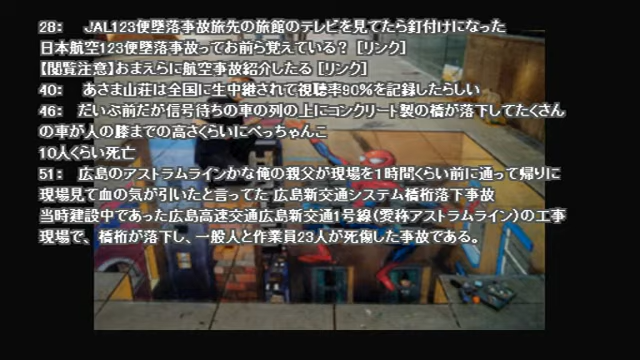 28:　JAL123便墜落事故旅先の旅館のテレビを見てたら釘付けになった
日本航空123便墜落事故ってお前ら覚えている？ [リンク]
【閲覧注意】おまえらに航空事故紹介したる [リンク]
40:　あさま山荘は全国に生中継されて視聴率90％を記録したらしい
46:　だいぶ前だが信号待ちの車の列の上にコンクリート製の橋が落下してたくさん
の車が人の膝までの高さくらいにぺっちゃんこ
10人くらい死亡
51:　広島のアストラムラインかな俺の親父が現場を1時間くらい前に通って帰りに
現場見て血の気が引いたと言ってた 広島新交通システム橋桁落下事故
当時建設中であった広島高速交通広島新交通1号線(愛称アストラムライン)の工事
現場で、橋桁が落下し、一般人と作業員23人が死傷した事故である。